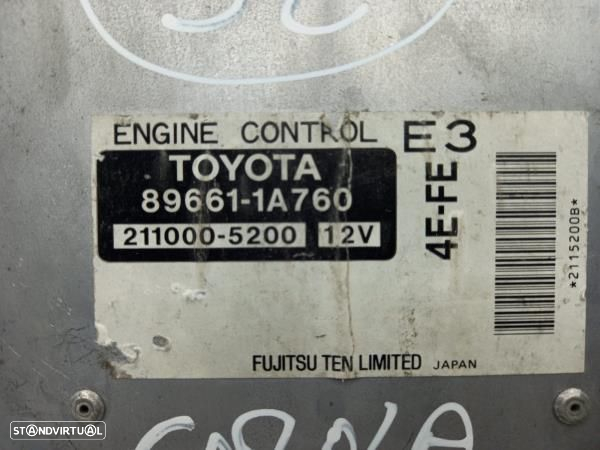 ENGINE CONTROL E3
TOYOTA
89661-1A760
211000-5200 12V
4E-FE
*2115200B*
FUJITSU TEN LIMITED JAPAN
STANDVIRTUAL